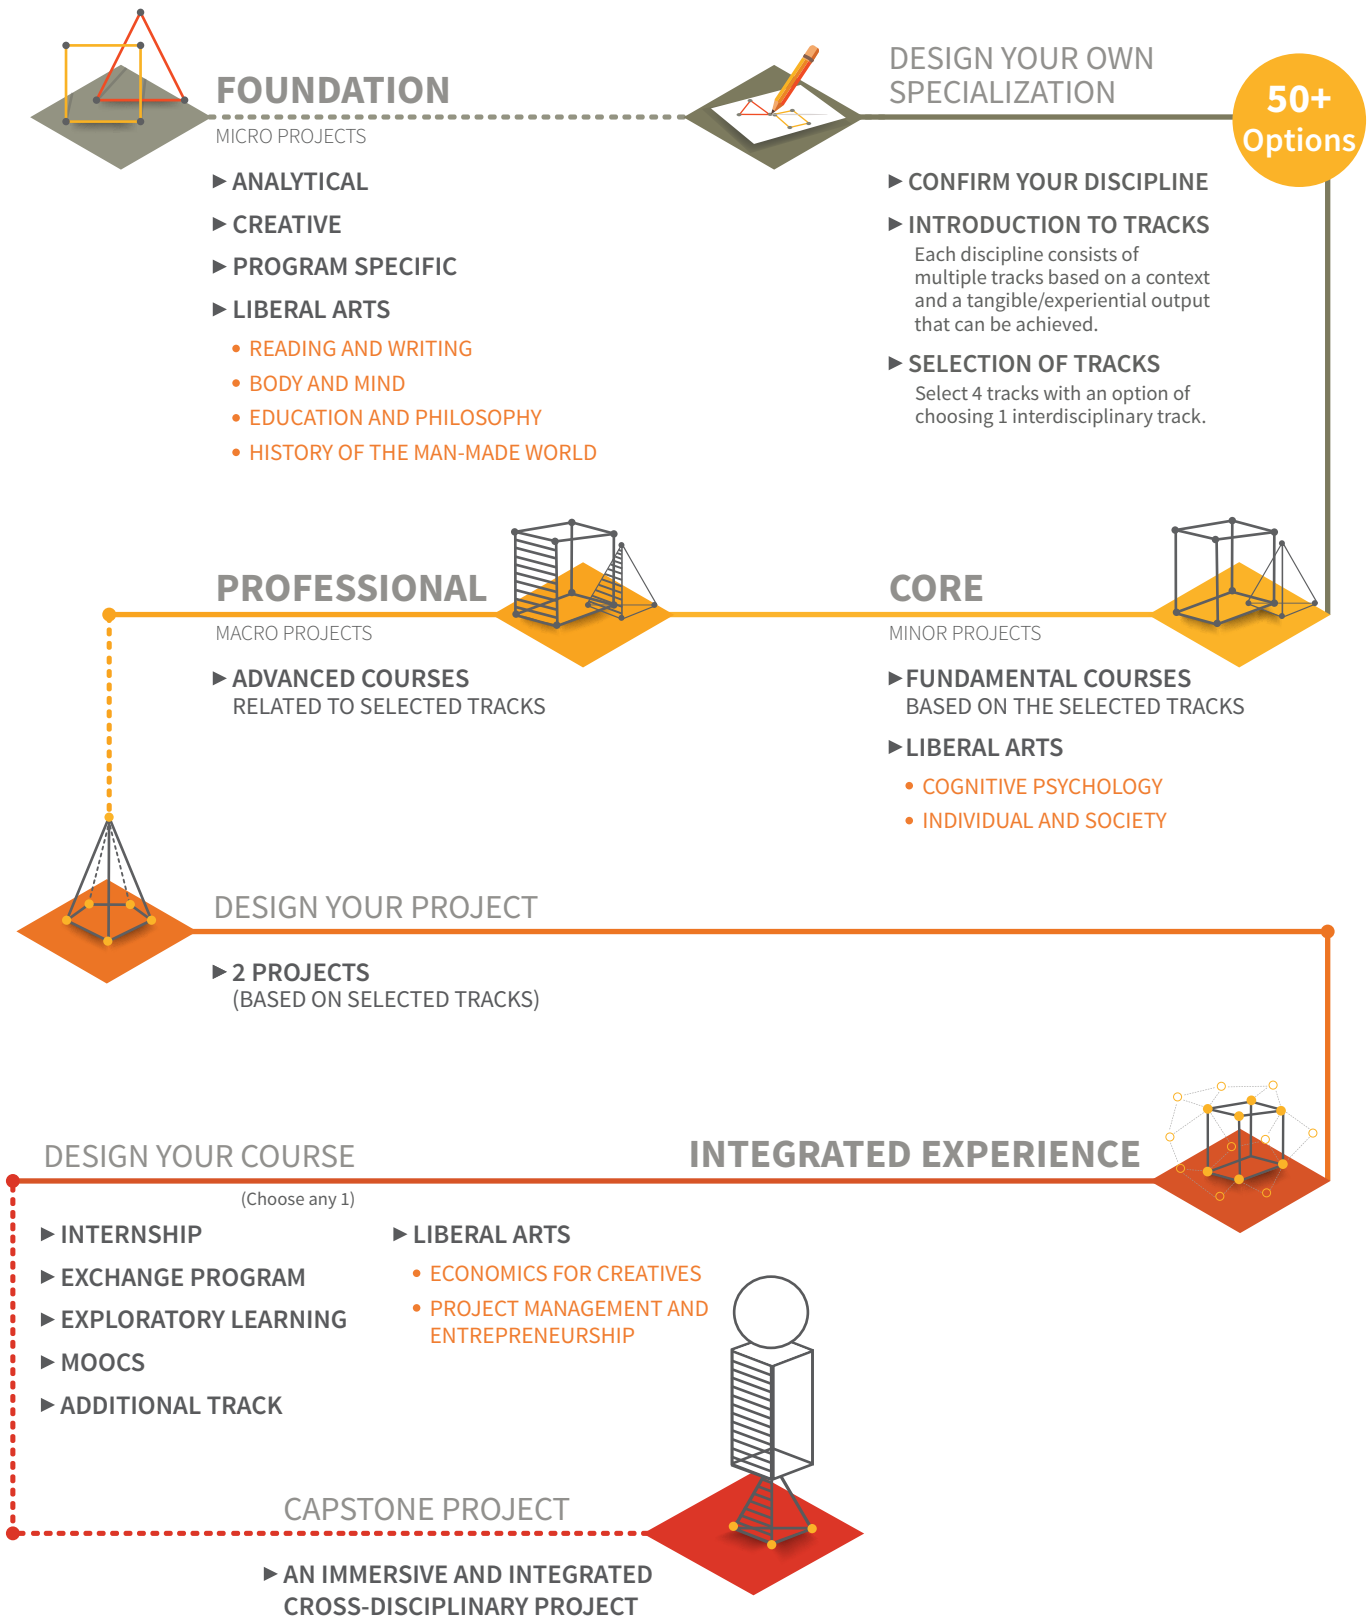 FOUNDATION
MICRO PROJECTS
ANALYTICAL
CREATIVE
PROGRAM SPECIFIC
LIBERAL ARTS
READING AND WRITING
BODY AND MIND
EDUCATION AND PHILOSOPHY
HISTORY OF THE MAN-MADE WORLD
DESIGN YOUR OWN
SPECIALIZATION
50+
Options
CONFIRM YOUR DISCIPLINE
INTRODUCTION TO TRACKS
Each discipline consists of
multiple tracks based on a context
and a tangible/experiential output
that can be achieved.
SELECTION OF TRACKS
Select 4 tracks with an option of
choosing 1 interdisciplinary track.
CORE
MINOR PROJECTS
FUNDAMENTAL COURSES
BASED ON THE SELECTED TRACKS
LIBERAL ARTS
COGNITIVE PSYCHOLOGY
INDIVIDUAL AND SOCIETY
PROFESSIONAL
MACRO PROJECTS
ADVANCED COURSES
RELATED TO SELECTED TRACKS
DESIGN YOUR PROJECT
2 PROJECTS
(BASED ON SELECTED TRACKS)
INTEGRATED EXPERIENCE
DESIGN YOUR COURSE
(Choose any 1)
INTERNSHIP
EXCHANGE PROGRAM
EXPLORATORY LEARNING
MOOCS
ADDITIONAL TRACK
LIBERAL ARTS
ECONOMICS FOR CREATIVES
PROJECT MANAGEMENT AND
ENTREPRENEURSHIP
CAPSTONE PROJECT
AN IMMERSIVE AND INTEGRATED
CROSS-DISCIPLINARY PROJECT